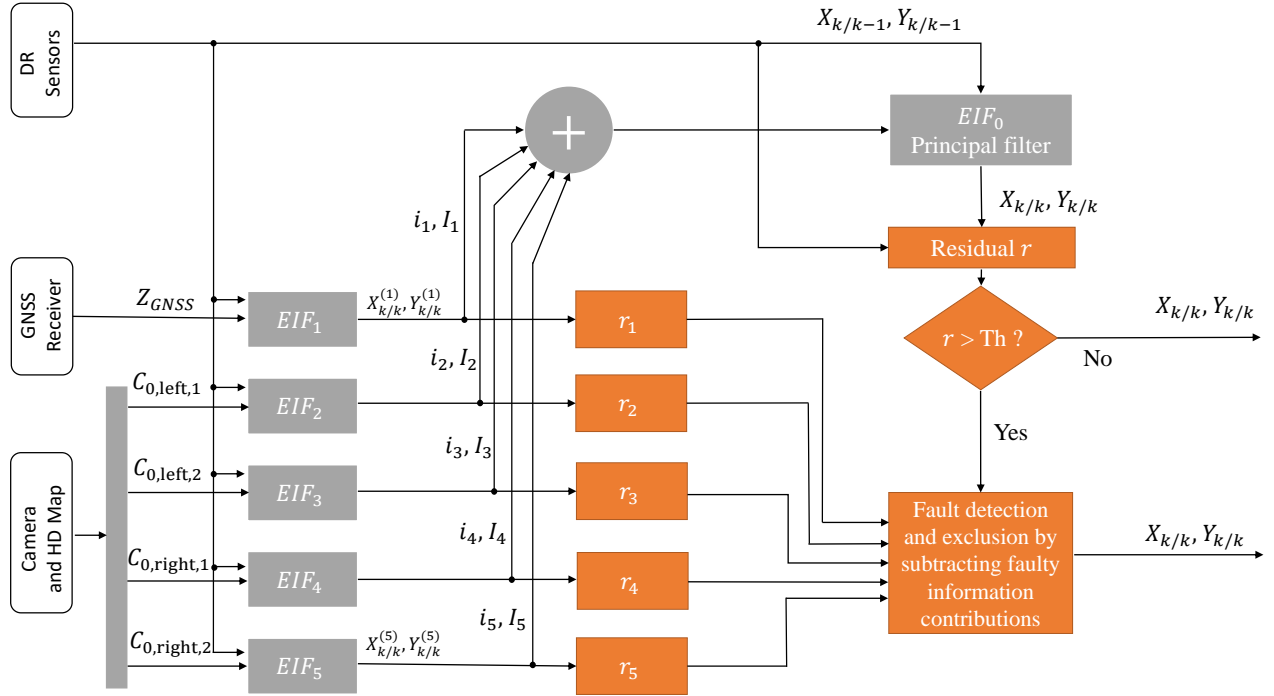 DR
Sensors
X_{k/k−1}, Y_{k/k−1}
+
EIF_0
Principal filter
X_{k/k}, Y_{k/k}
i_1, I_1
Residual r
GNSS
Receiver
Z_{GNSS}
EIF_1
X_{k/k}^{(1)}, Y_{k/k}^{(1)}
r_1
r > Th ?
X_{k/k}, Y_{k/k}
No
i_2, I_2
C_{0,left,1}
EIF_2
r_2
Yes
i_3, I_3
Camera
and HD Map
C_{0,left,2}
EIF_3
r_3
i_4, I_4
C_{0,right,1}
EIF_4
r_4
Fault detection
and exclusion by
subtracting faulty
information
contributions
X_{k/k}, Y_{k/k}
i_5, I_5
C_{0,right,2}
EIF_5
X_{k/k}^{(5)}, Y_{k/k}^{(5)}
r_5